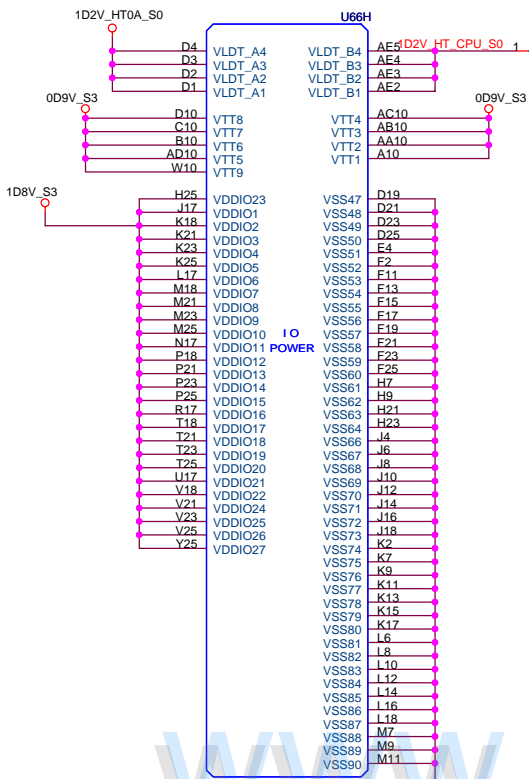 1D2V_HT0A_S0
U66H
D4 VLDT_A4 VLDT_B4 AE5 1D2V_HT_CPU_S0 1
D3 VLDT_A3 VLDT_B3 AE4
D2 VLDT_A2 VLDT_B2 AE3
D1 VLDT_A1 VLDT_B1 AE2
0D9V_S3 0D9V_S3
D10 VTT8 VTT4 AC10
C10 VTT7 VTT3 AB10
B10 VTT6 VTT2 AA10
AD10 VTT5 VTT1 A10
W10 VTT9
1D8V_S3
H25 VDDIO23 VSS47 D19
J17 VDDIO1 VSS48 D21
K18 VDDIO2 VSS49 D23
K21 VDDIO3 VSS50 D25
K23 VDDIO4 VSS51 E4
K25 VDDIO5 VSS52 F2
L17 VDDIO6 VSS53 F11
M18 VDDIO7 VSS54 F13
M21 VDDIO8 VSS55 F15
M23 VDDIO9 VSS56 F17
M25 VDDIO10 IO VSS57 F19
N17 VDDIO11 POWER VSS58 F21
P18 VDDIO12 VSS59 F23
P21 VDDIO13 VSS60 F25
P23 VDDIO14 VSS61 H7
P25 VDDIO15 VSS62 H9
R17 VDDIO16 VSS63 H21
T18 VDDIO17 VSS64 H23
T21 VDDIO18 VSS66 J4
T23 VDDIO19 VSS67 J6
T25 VDDIO20 VSS68 J8
U17 VDDIO21 VSS69 J10
V18 VDDIO22 VSS70 J12
V21 VDDIO24 VSS71 J14
V23 VDDIO25 VSS72 J16
V25 VDDIO26 VSS73 J18
Y25 VDDIO27 VSS74 K2
VSS75 K7
VSS76 K9
VSS77 K11
VSS78 K13
VSS79 K15
VSS80 K17
VSS81 L6
VSS82 L8
VSS83 L10
VSS84 L12
VSS85 L14
VSS86 L16
VSS87 L18
VSS88 M7
VSS89 M9
VSS90 M11
www